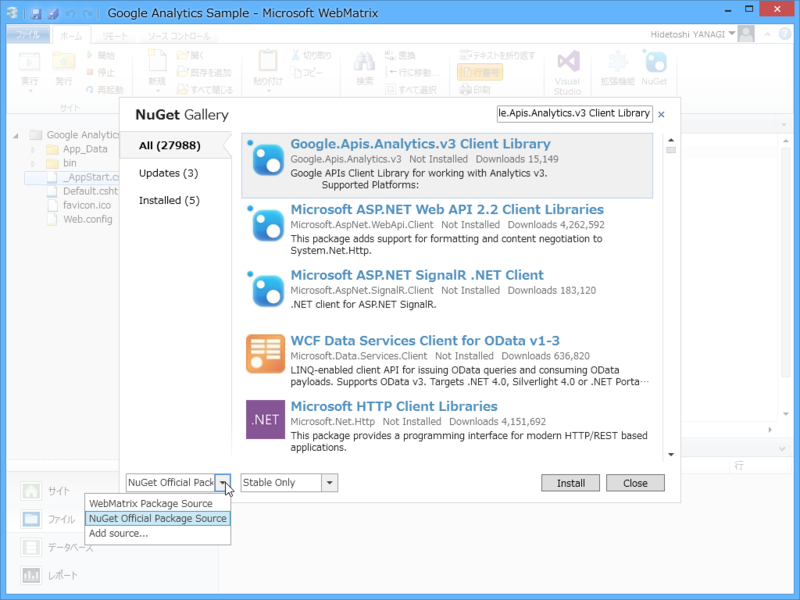 Google Analytics Sample - Microsoft WebMatrix
ファイル
ホーム
リモート
ソース コントロール
Hidetoshi YANAGI
実行
発行
開始
停止
再起動
サイト
新規
開く
既存を追加
すべて閉じる
貼り付け
切り取り
コピー
検索
置換
行に移動...
すべて選択
テキストを折り返す
行番号
印刷
Visual
Studio
拡張機能
NuGet
Google Analytics
App_Data
bin
_AppStart.cs
Default.csht
favicon.ico
Web.config
NuGet Gallery
le.Apis.Analytics.v3 Client Library
All (27988)
Updates (3)
Installed (5)
Google.Apis.Analytics.v3 Client Library
Google.Apis.Analytics.v3 Not Installed Downloads 15,149
Google APIs Client Library for working with Analytics v3.
Supported Platforms:
Microsoft ASP.NET Web API 2.2 Client Libraries
Microsoft.AspNet.WebApi.Client Not Installed Downloads 4,262,592
This package adds support for formatting and content negotiation to
System.Net.Http.
Microsoft ASP.NET SignalR .NET Client
Microsoft.AspNet.SignalR.Client Not Installed Downloads 183,120
.NET client for ASP.NET SignalR.
WCF Data Services Client for OData v1-3
Microsoft.Data.Services.Client Not Installed Downloads 636,820
LINQ-enabled client API for issuing OData queries and consuming OData
payloads. Supports OData v3. Targets .NET 4.0, Silverlight 4.0 or .NET Porta…
.NET
Microsoft HTTP Client Libraries
Microsoft.Net.Http Not Installed Downloads 4,151,692
This package provides a programming interface for modern HTTP/REST based
applications.
NuGet Official Pack
Stable Only
Install
Close
WebMatrix Package Source
NuGet Official Package Source
Add source...
行
サイト
ファイル
データベース
レポート